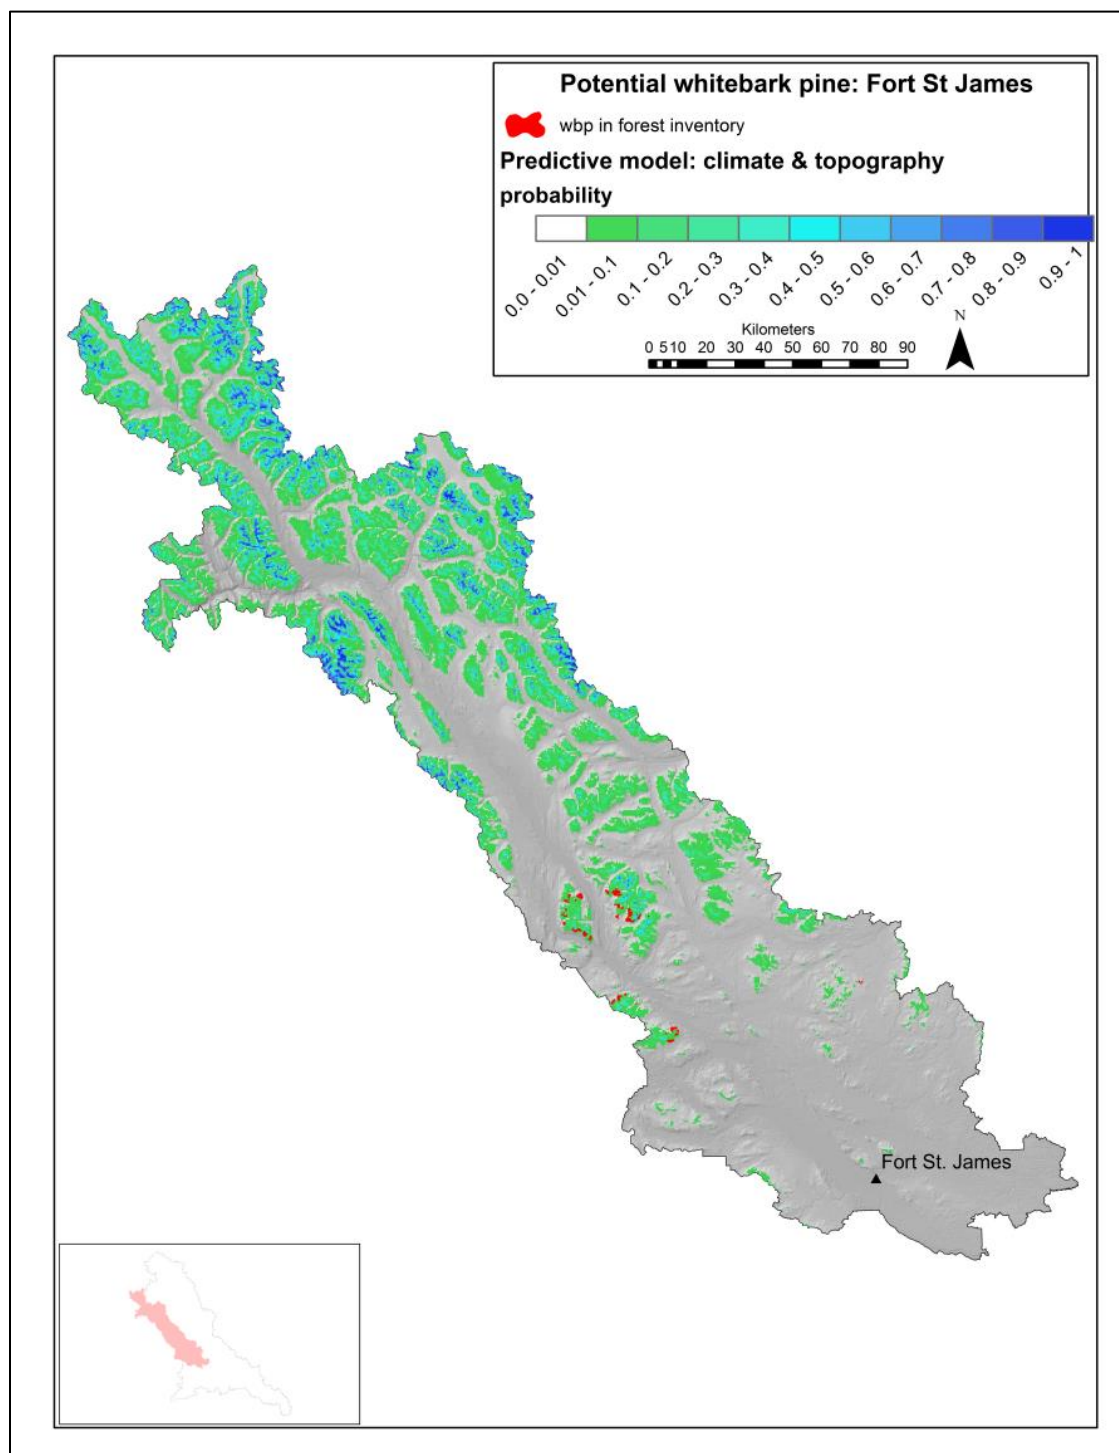 Potential whitebark pine: Fort St James
wbp in forest inventory
Predictive model: climate & topography
probability
0.0 - 0.01
0.01 - 0.1
0.1 - 0.2
0.2 - 0.3
0.3 - 0.4
0.4 - 0.5
0.5 - 0.6
0.6 - 0.7
0.7 - 0.8
0.8 - 0.9
0.9 - 1
N
Kilometers
0 5 10 20 30 40 50 60 70 80 90
Fort St. James